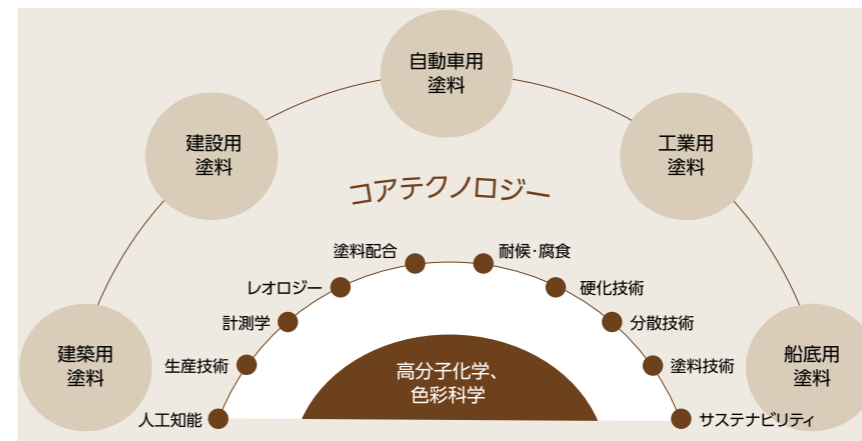 自動車用
塗料
建設用
塗料
工業用
塗料
コアテクノロジー
塗料配合
耐候・腐食
レオロジー
硬化技術
計測学
分散技術
建築用
塗料
生産技術
高分子化学、
色彩科学
塗料技術
船底用
塗料
人工知能
サステナビリティ